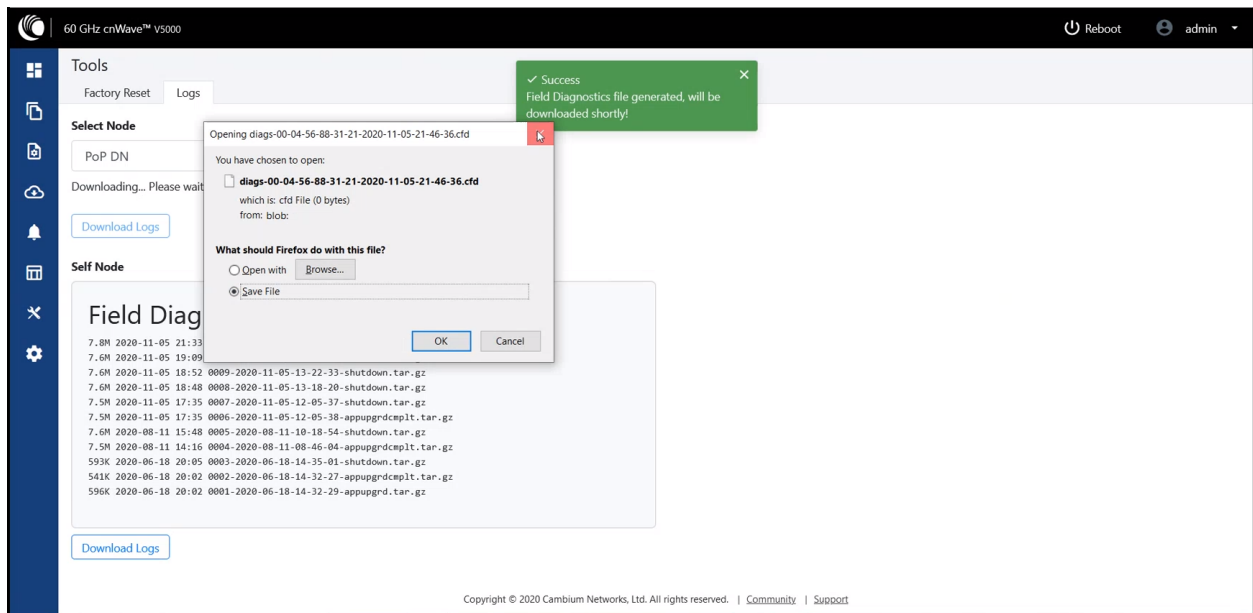 60 GHz cnWave™ V5000
Reboot
admin
Tools
Factory Reset
Logs
✓ Success
Field Diagnostics file generated, will be
downloaded shortly!
Select Node
PoP DN
Downloading... Please wait
Download Logs
Opening diags-00-04-56-88-31-21-2020-11-05-21-46-36.cfd
You have chosen to open:
diags-00-04-56-88-31-21-2020-11-05-21-46-36.cfd
which is: cfd File (0 bytes)
from: blob:
What should Firefox do with this file?
Open with
Browse...
Save File
OK
Cancel
Self Node
Field Diag
7.8M 2020-11-05 21:33
7.6M 2020-11-05 19:09
7.6M 2020-11-05 18:52 0009-2020-11-05-13-22-33-shutdown.tar.gz
7.6M 2020-11-05 18:48 0008-2020-11-05-13-18-20-shutdown.tar.gz
7.5M 2020-11-05 17:35 0007-2020-11-05-12-05-37-shutdown.tar.gz
7.5M 2020-11-05 17:35 0006-2020-11-05-12-05-38-appupgrdcmplt.tar.gz
7.6M 2020-08-11 15:48 0005-2020-08-11-10-18-54-shutdown.tar.gz
7.5M 2020-08-11 14:16 0004-2020-08-11-08-46-04-appupgrdcmplt.tar.gz
593K 2020-06-18 20:05 0003-2020-06-18-14-35-01-shutdown.tar.gz
541K 2020-06-18 20:02 0002-2020-06-18-14-32-27-appupgrdcmplt.tar.gz
596K 2020-06-18 20:02 0001-2020-06-18-14-32-29-appupgrd.tar.gz
Download Logs
Copyright © 2020 Cambium Networks, Ltd. All rights reserved. | Community | Support